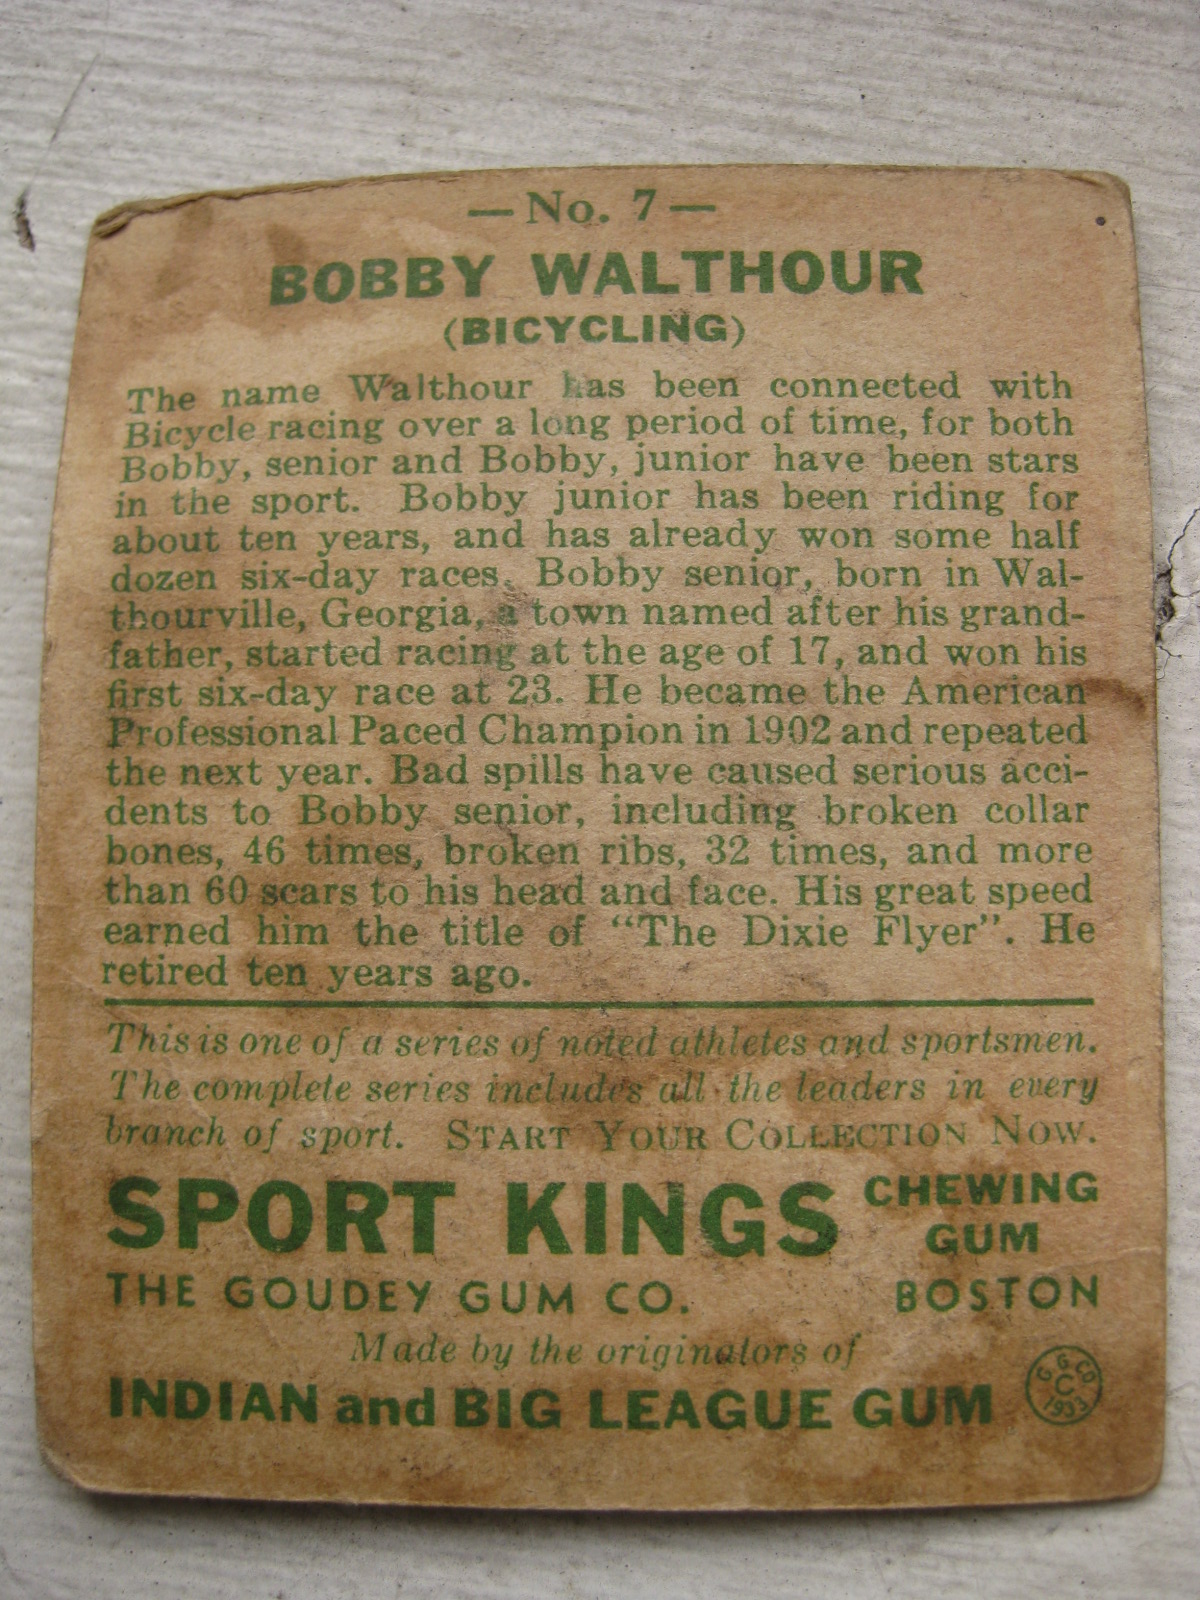 — No. 7 —
BOBBY WALTHOUR
(BICYCLING)
The name Walthour has been connected with
Bicycle racing over a long period of time, for both
Bobby, senior and Bobby, junior have been stars
in the sport. Bobby junior has been riding for
about ten years, and has already won some half
dozen six-day races. Bobby senior, born in Wal-
thourville, Georgia, a town named after his grand-
father, started racing at the age of 17, and won his
first six-day race at 23. He became the American
Professional Paced Champion in 1902 and repeated
the next year. Bad spills have caused serious acci-
dents to Bobby senior, including broken collar
bones, 46 times, broken ribs, 32 times, and more
than 60 scars to his head and face. His great speed
earned him the title of “The Dixie Flyer”. He
retired ten years ago.
This is one of a series of noted athletes and sportsmen.
The complete series includes all the leaders in every
branch of sport. START YOUR COLLECTION NOW.
SPORT KINGS CHEWING GUM
THE GOUDEY GUM CO. BOSTON
Made by the originators of
INDIAN and BIG LEAGUE GUM
G. G. CO
C
1933